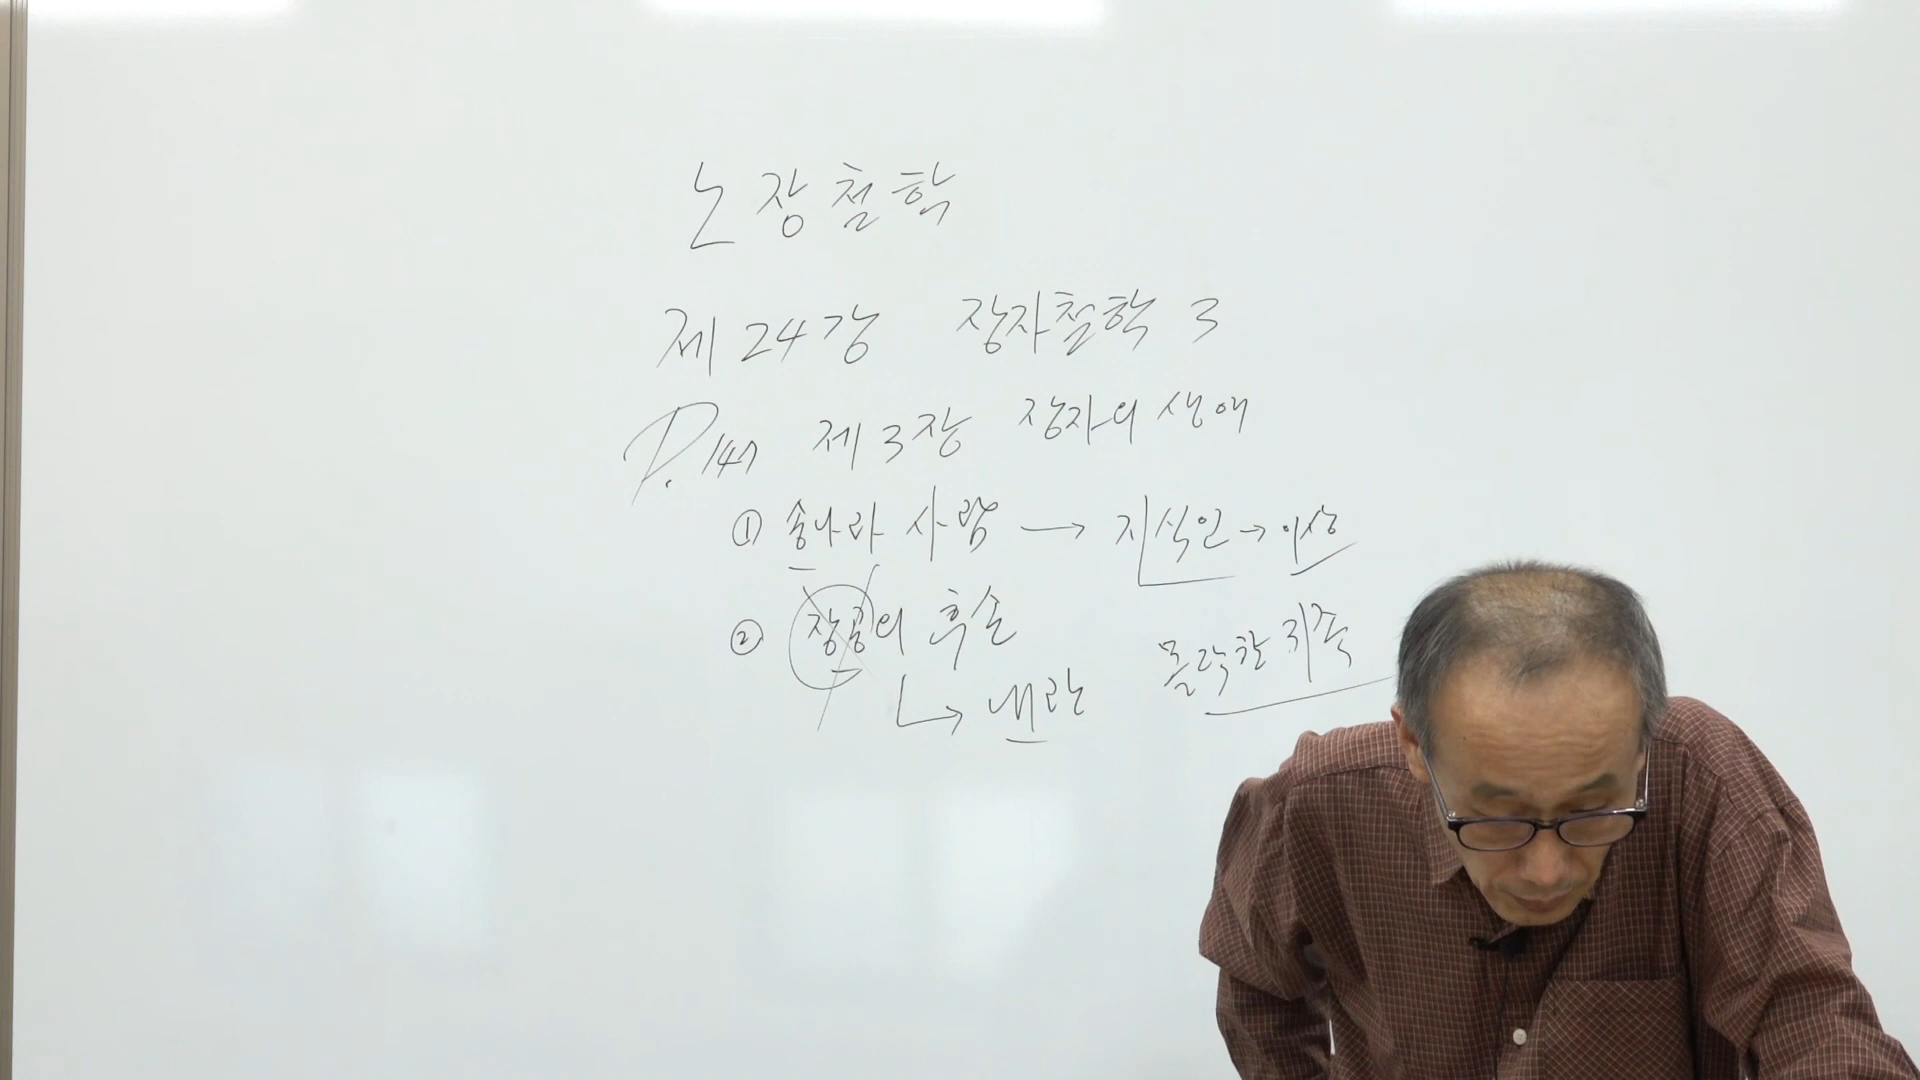 노장철학
제24강 장자철학 3
P.147 제3장 장자의 생애
① 송나라 사람 → 지식인 → 이상
② 장공의 후손 몰락한 귀족
↳ 내란